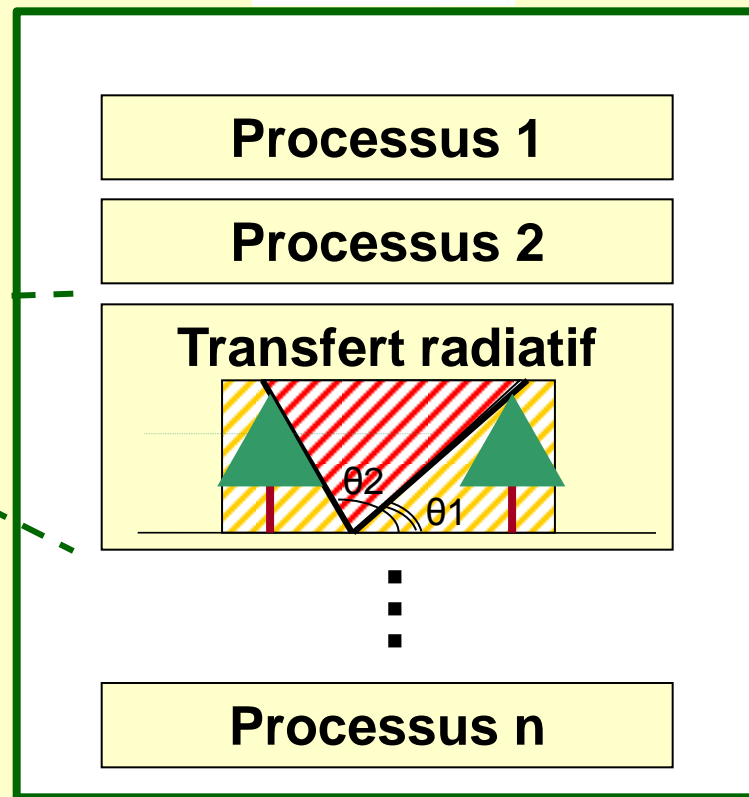 Processus 1
Processus 2
Transfert radiatif
θ2
θ1
Processus n